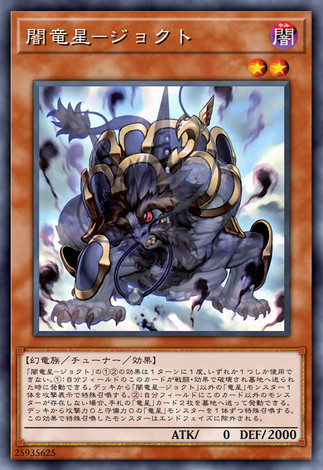 闇竜星－ジョクト
闇
やみ
【幻竜族／チューナー／効果】
「闇竜星－ジョクト」の①②の効果は１ターンに１度、いずれか１つしか使用で
きない。①：自分フィールドのこのカードが戦闘・効果で破壊され墓地へ送られ
た時に発動できる。デッキから「闇竜星－ジョクト」以外の「竜星」モンスター１
体を攻撃表示で特殊召喚する。②：自分フィールドにこのカード以外のモンス
ターが存在しない場合、手札の「竜星」カード２枚を墓地へ送って発動できる。
デッキから攻撃力０と守備力０の「竜星」モンスターを１体ずつ特殊召喚する。
この効果で特殊召喚したモンスターはエンドフェイズに除外される。
ATK/ 0 DEF/2000
25935625